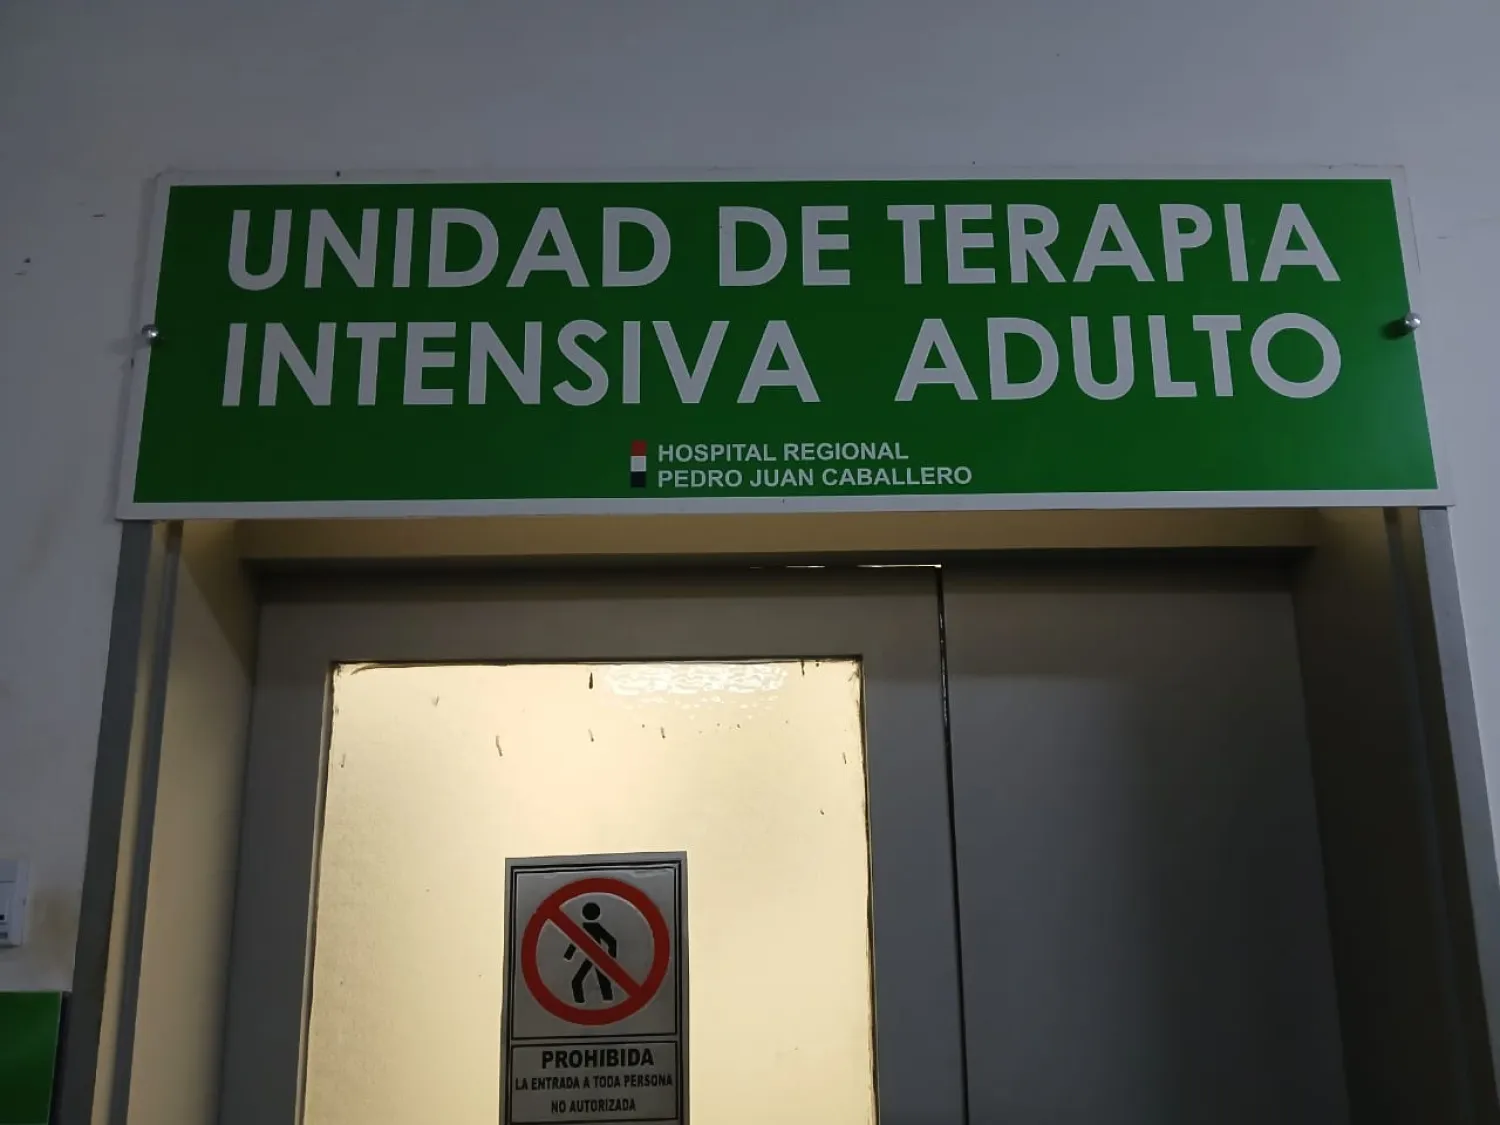 UNIDAD DE TERAPIA
INTENSIVA ADULTO
HOSPITAL REGIONAL
PEDRO JUAN CABALLERO
PROHIBIDA
LA ENTRADA A TODA PERSONA
NO AUTORIZADA